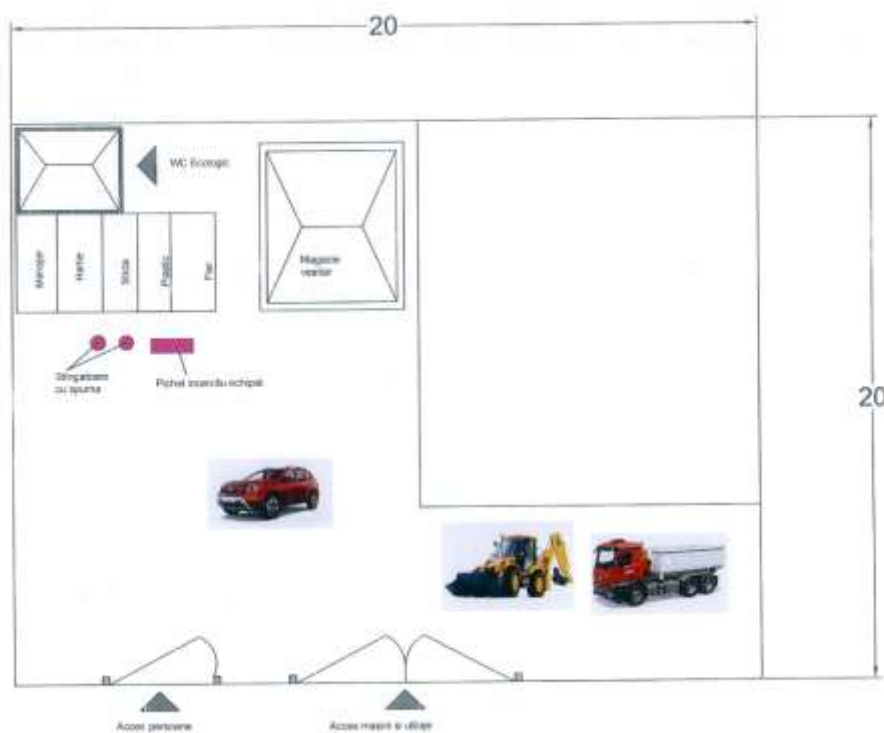 20
WC Ecologic
Menajer
Hartie
Sticla
Plastic
Fier
Magazie
vestiar
Stingatoare
cu spuma
Pichet incendiu echipat
20
Acces persoane
Acces masini si utilaje